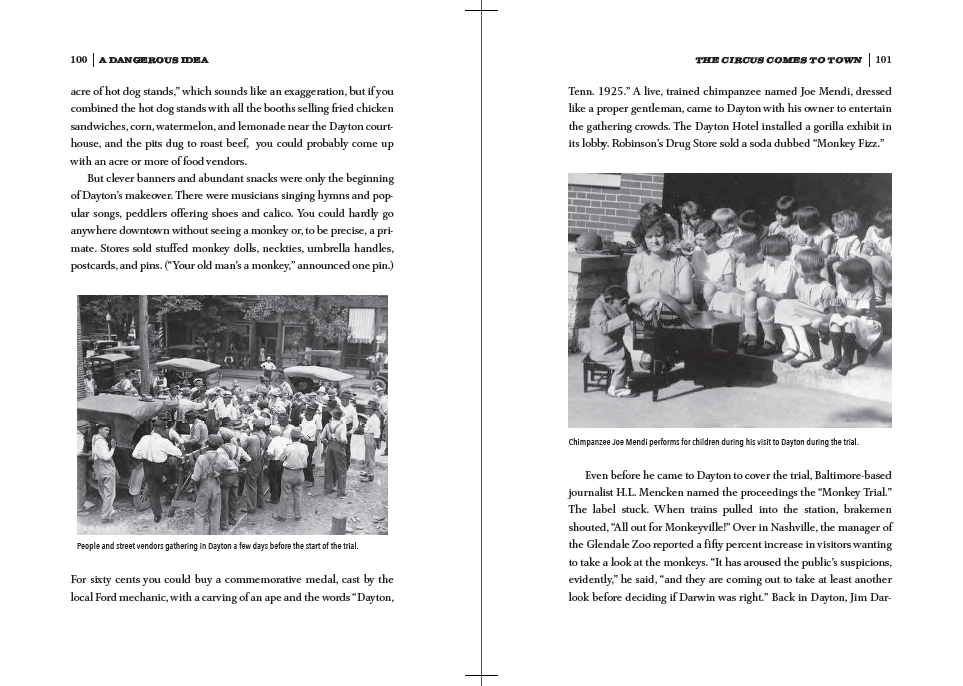 100 A DANGEROUS IDEA
acre of hot dog stands,” which sounds like an exaggeration, but if you
combined the hot dog stands with all the booths selling fried chicken
sandwiches, corn, watermelon, and lemonade near the Dayton court-
house, and the pits dug to roast beef, you could probably come up
with an acre or more of food vendors.
But clever banners and abundant snacks were only the beginning
of Dayton’s makeover. There were musicians singing hymns and pop-
ular songs, peddlers offering shoes and calico. You could hardly go
anywhere downtown without seeing a monkey or, to be precise, a pri-
mate. Stores sold stuffed monkey dolls, neckties, umbrella handles,
postcards, and pins. (“Your old man’s a monkey,” announced one pin.)
People and street vendors gathering in Dayton a few days before the start of the trial.
For sixty cents you could buy a commemorative medal, cast by the
local Ford mechanic, with a carving of an ape and the words “Dayton,
THE CIRCUS COMES TO TOWN 101
Tenn. 1925.” A live, trained chimpanzee named Joe Mendi, dressed
like a proper gentleman, came to Dayton with his owner to entertain
the gathering crowds. The Dayton Hotel installed a gorilla exhibit in
its lobby. Robinson’s Drug Store sold a soda dubbed “Monkey Fizz.”
Chimpanzee Joe Mendi performs for children during his visit to Dayton during the trial.
Even before he came to Dayton to cover the trial, Baltimore-based
journalist H.L. Mencken named the proceedings the “Monkey Trial.”
The label stuck. When trains pulled into the station, brakemen
shouted, “All out for Monkeyville!” Over in Nashville, the manager of
the Glendale Zoo reported a fifty percent increase in visitors wanting
to take a look at the monkeys. “It has aroused the public’s suspicions,
evidently,” he said, “and they are coming out to take at least another
look before deciding if Darwin was right.” Back in Dayton, Jim Dar-